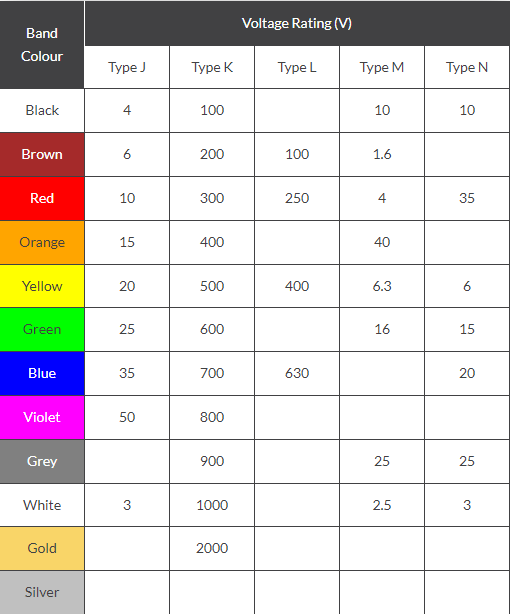 Band Colour Voltage Rating (V)
Type J Type K Type L Type M Type N
Black 4 100 10 10
Brown 6 200 100 1.6
Red 10 300 250 4 35
Orange 15 400 40
Yellow 20 500 400 6.3 6
Green 25 600 16 15
Blue 35 700 630 20
Violet 50 800
Grey 900 25 25
White 3 1000 2.5 3
Gold 2000
Silver